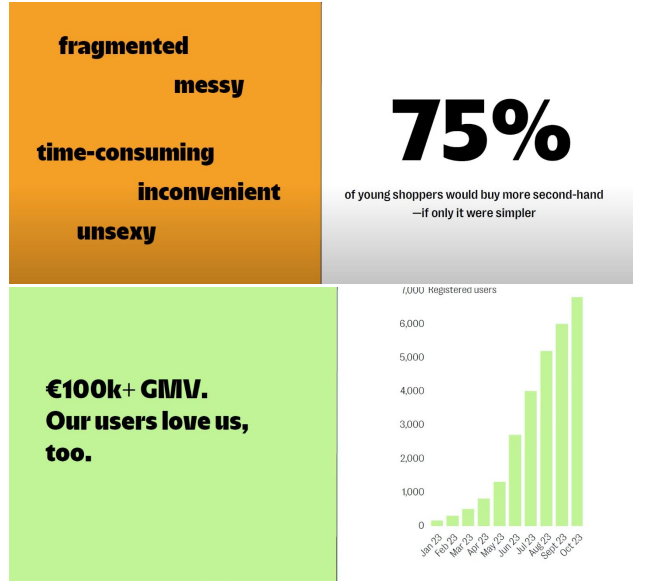 fragmented
messy
time-consuming
inconvenient
unsexy
75%
of young shoppers would buy more second-hand
—if only it were simpler
€100k+ GMV.
Our users love us,
too.
7,000 Registered users
6,000
5,000
4,000
3,000
2,000
1,000
0
Jan 23
Feb 23
Mar 23
Apr 23
May 23
Jun 23
Jul 23
Aug 23
Sept 23
Oct 23